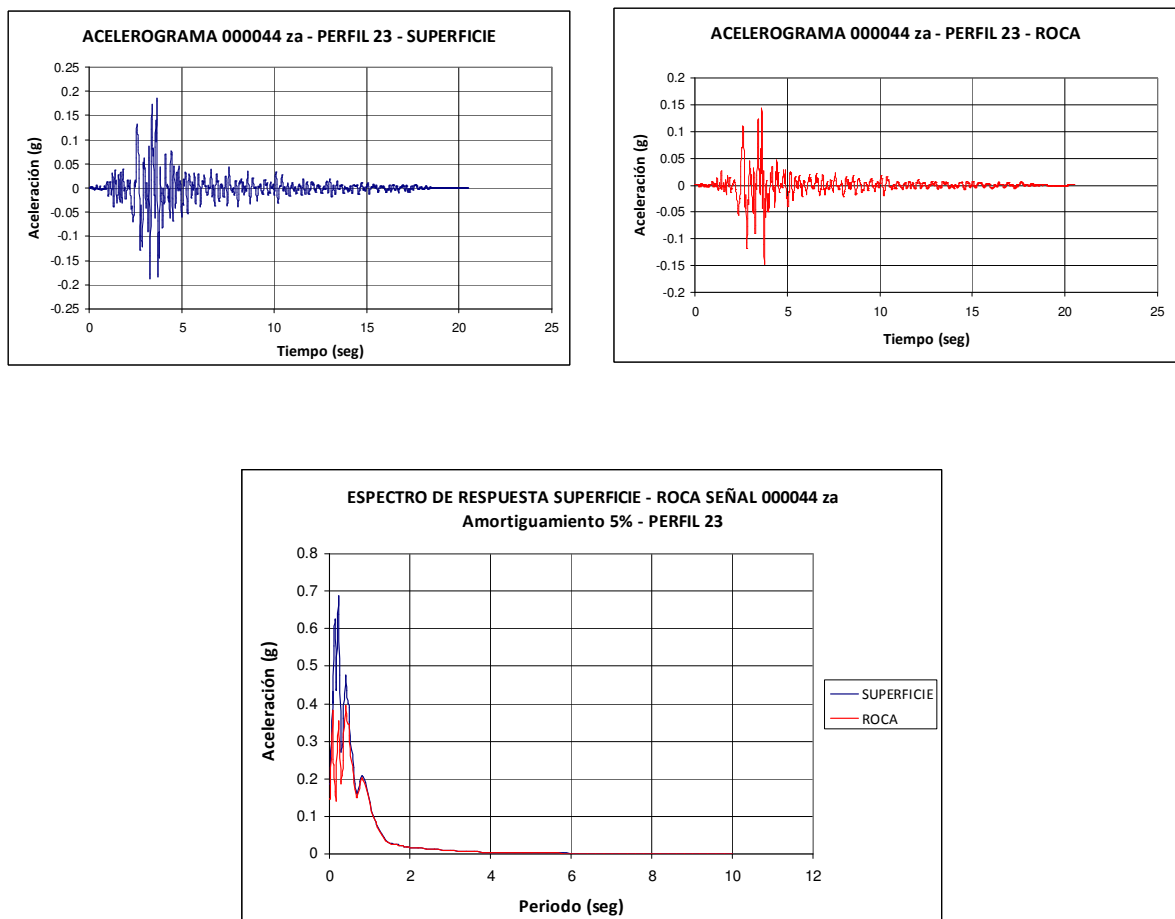 ACELEROGRAMA 000044 za - PERFIL 23 - SUPERFICIE
0.25
0.2
0.15
0.1
0.05
0
-0.05
-0.1
-0.15
-0.2
-0.25
Aceleración (g)
0 5 10 15 20 25
Tiempo (seg)
ACELEROGRAMA 000044 za - PERFIL 23 - ROCA
0.2
0.15
0.1
0.05
0
-0.05
-0.1
-0.15
-0.2
Aceleración (g)
0 5 10 15 20 25
Tiempo (seg)
ESPECTRO DE RESPUESTA SUPERFICIE - ROCA SEÑAL 000044 za
Amortiguamiento 5% - PERFIL 23
0.8
0.7
0.6
0.5
0.4
0.3
0.2
0.1
0
Aceleración (g)
0 2 4 6 8 10 12
Periodo (seg)
SUPERFICIE
ROCA